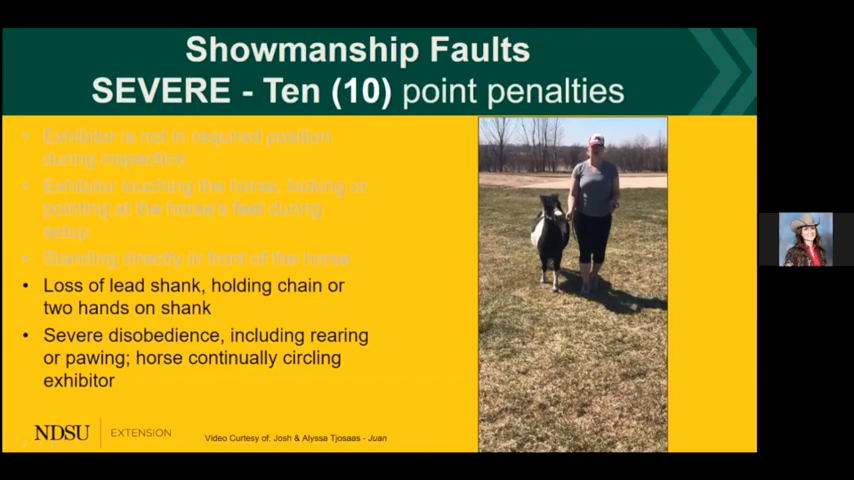 Showmanship Faults
SEVERE - Ten (10) point penalties
• Exhibitor is not in required position
during inspection
• Exhibitor touching the horse, kicking or
pointing at the horse's feet during
setup
• Standing directly in front of the horse
• Loss of lead shank, holding chain or
two hands on shank
• Severe disobedience, including rearing
or pawing; horse continually circling
exhibitor
NDSU EXTENSION
Video Curtesy of: Josh & Alyssa Tjosaas - Juan